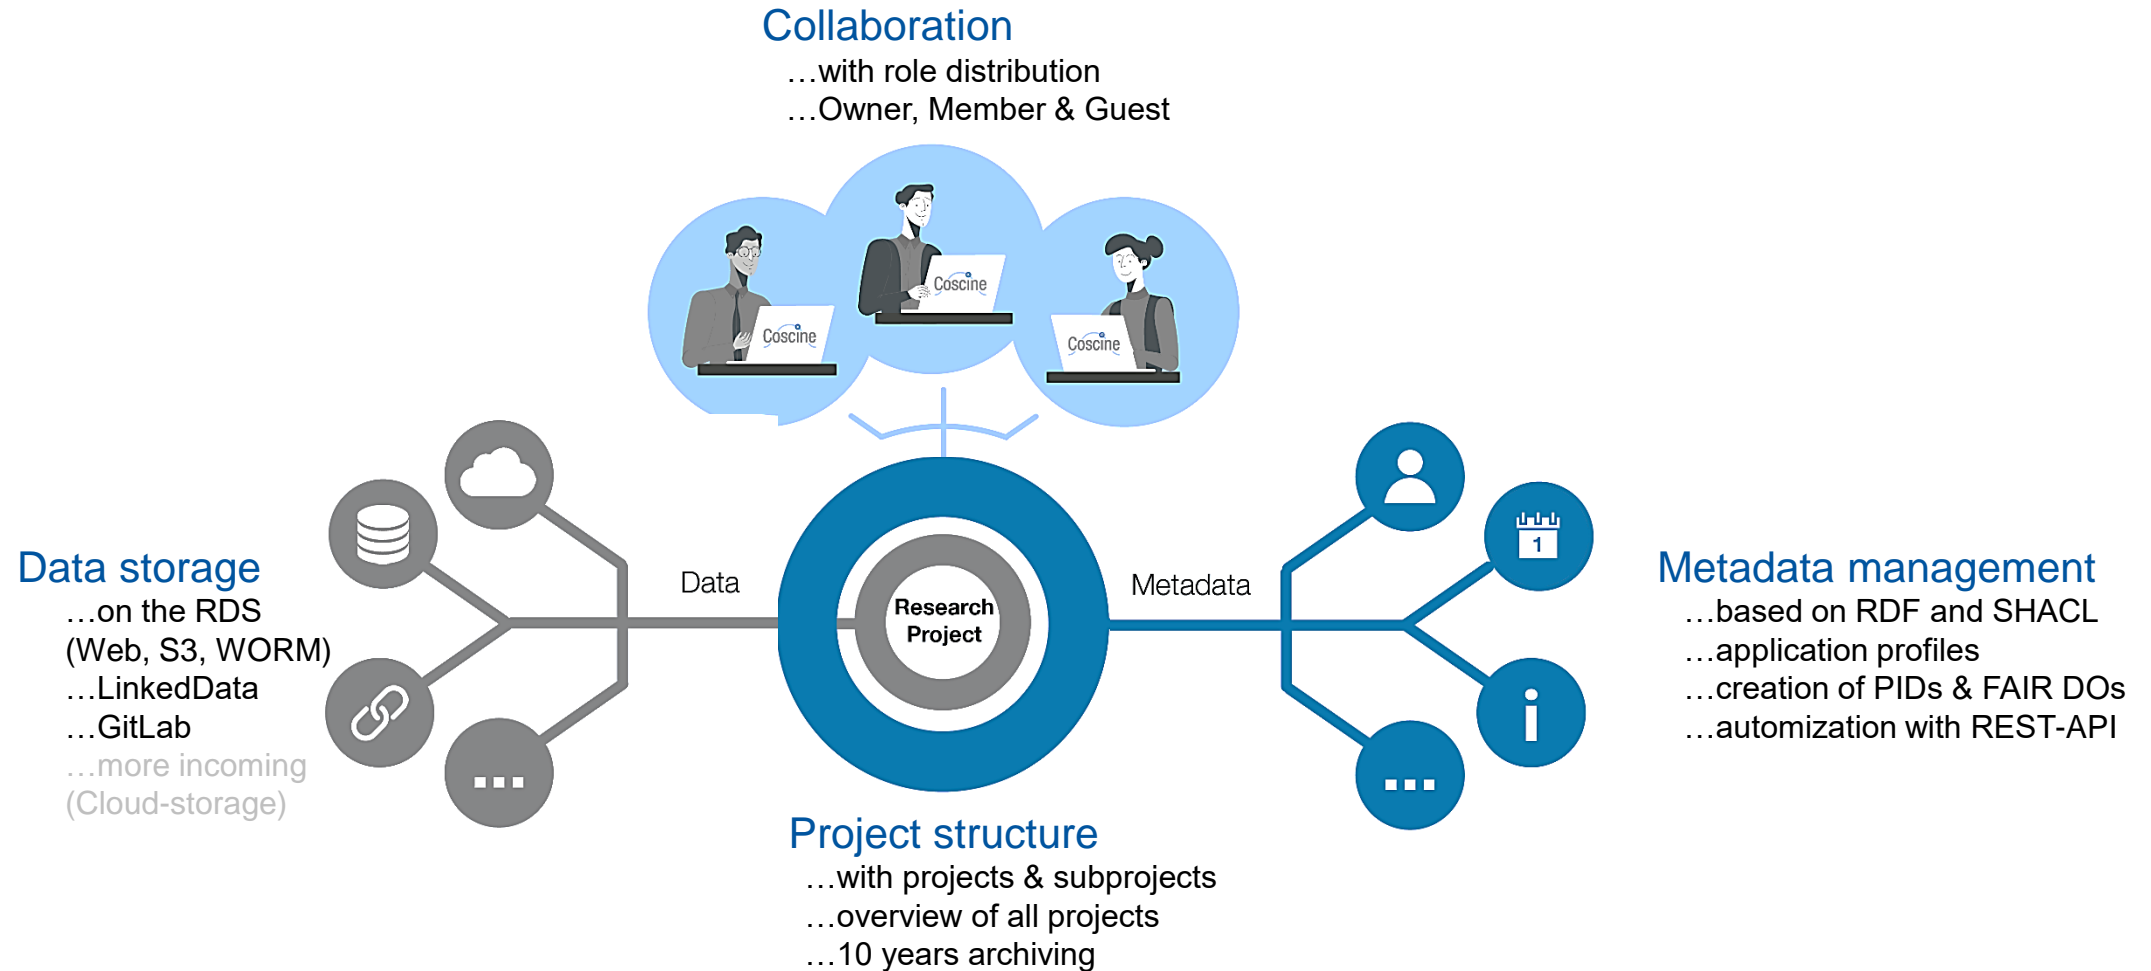 Collaboration
…with role distribution
…Owner, Member & Guest
Coscine
Coscine
Coscine
Data storage
…on the RDS
(Web, S3, WORM)
…LinkedData
…GitLab
…more incoming
(Cloud-storage)
Data
Research
Project
Metadata
1
Metadata management
…based on RDF and SHACL
…application profiles
…creation of PIDs & FAIR DOs
…automization with REST-API
Project structure
…with projects & subprojects
…overview of all projects
…10 years archiving